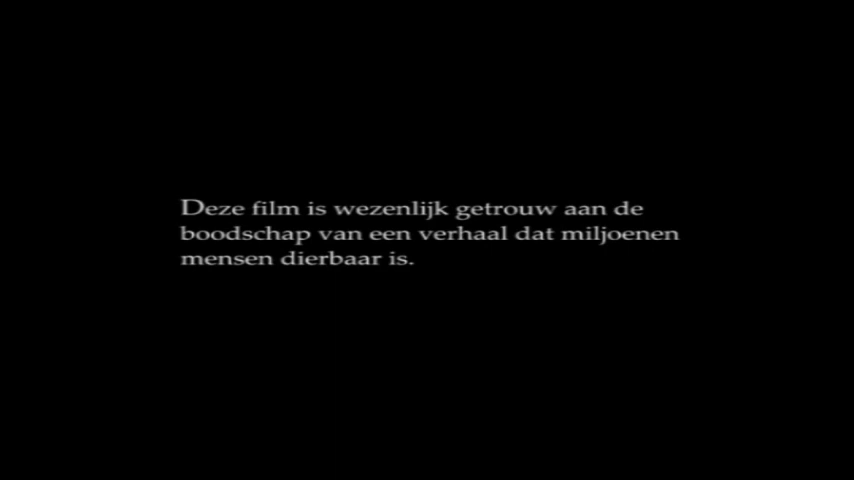 Deze film is wezenlijk getrouw aan de
boodschap van een verhaal dat miljoenen
mensen dierbaar is.